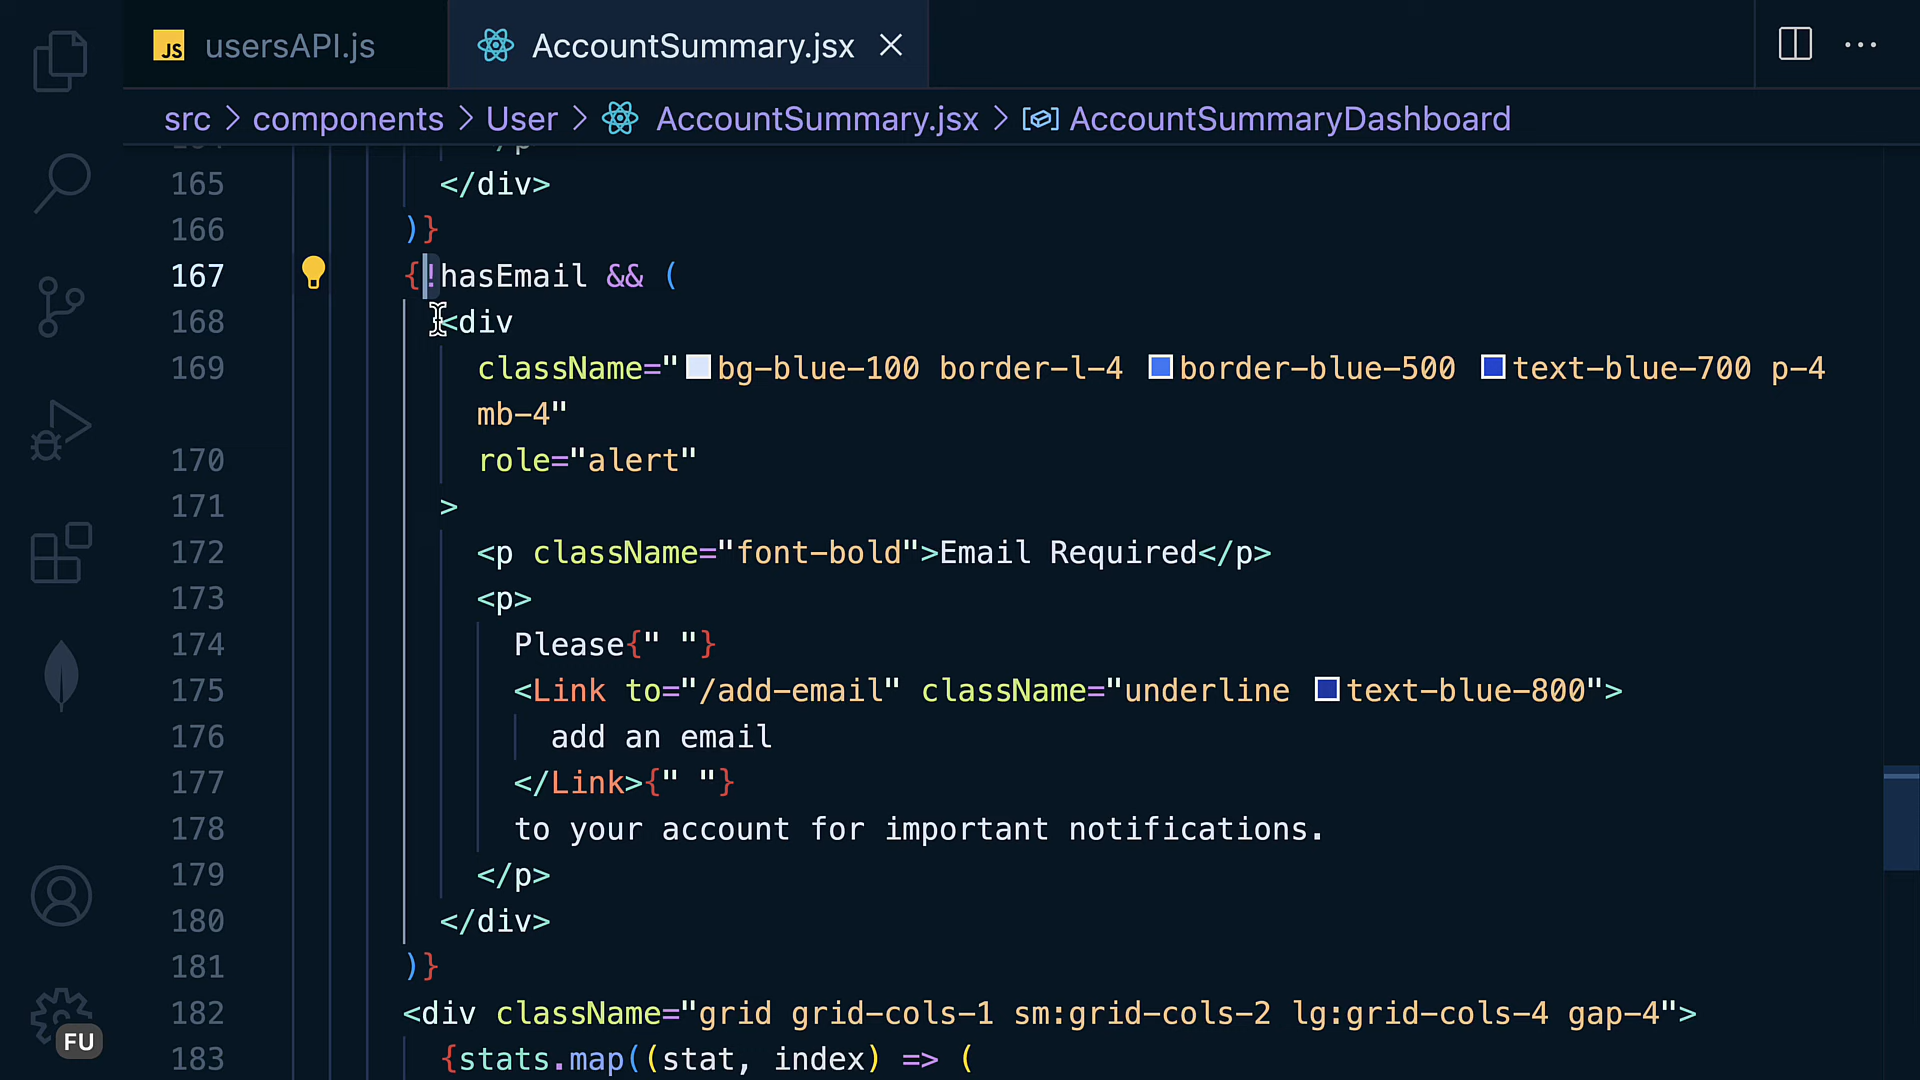 JS usersAPI.js AccountSummary.jsx
src > components > User > AccountSummary.jsx > AccountSummaryDashboard
165 </div>
166 )}
167 {!hasEmail && (
168 <div
169 className="bg-blue-100 border-l-4 border-blue-500 text-blue-700 p-4
mb-4"
170 role="alert"
171 >
172 <p className="font-bold">Email Required</p>
173 <p>
174 Please{" "}
175 <Link to="/add-email" className="underline text-blue-800">
176 add an email
177 </Link>{" "}
178 to your account for important notifications.
179 </p>
180 </div>
181 )}
182 <div className="grid grid-cols-1 sm:grid-cols-2 lg:grid-cols-4 gap-4">
183 {stats.map((stat, index) => (
FU